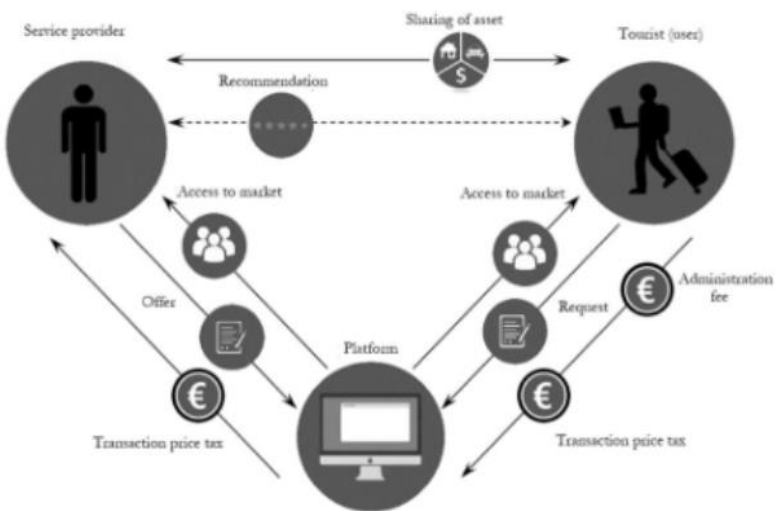 Sharing of asset
Service provider
Tourist (user)
$
Recommendation
Access to market
Access to market
Administration
fee
€
Offer
Request
Platform
€
€
Transaction price tax
Transaction price tax